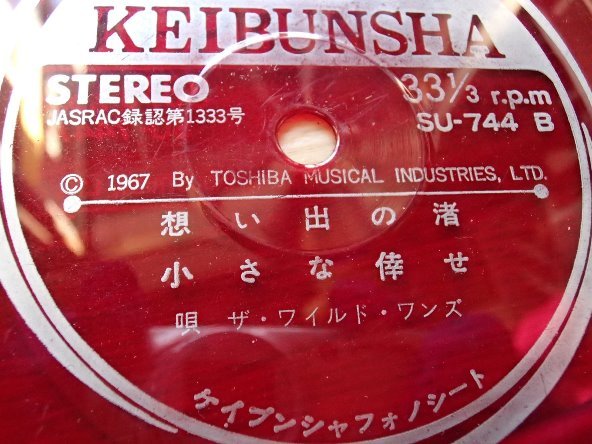 KEIBUNSHA
STEREO 33⅓ r.p.m
JASRAC録認第1333号 SU-744 B
© 1967 By TOSHIBA MUSICAL INDUSTRIES, LTD.
想い出の渚
小さな倖せ
唄 ザ・ワイルド・ワンズ
ケイブンシャフォノシート